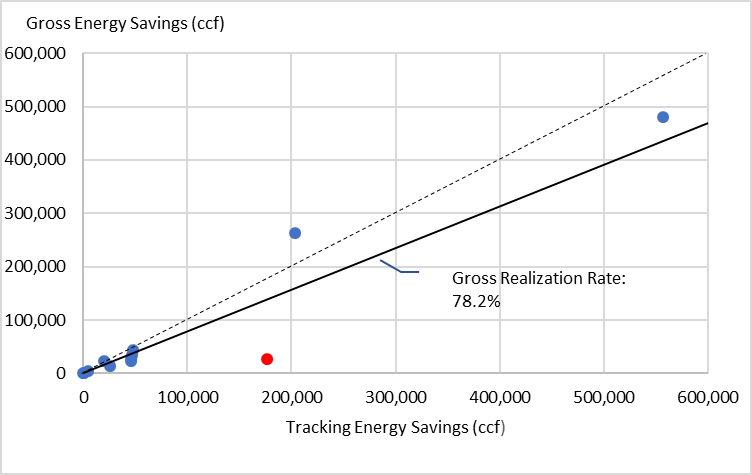 Gross Energy Savings (ccf)
600,000
500,000
400,000
300,000
200,000
Gross Realization Rate:
78.2%
100,000
0
0 100,000 200,000 300,000 400,000 500,000 600,000
Tracking Energy Savings (ccf)